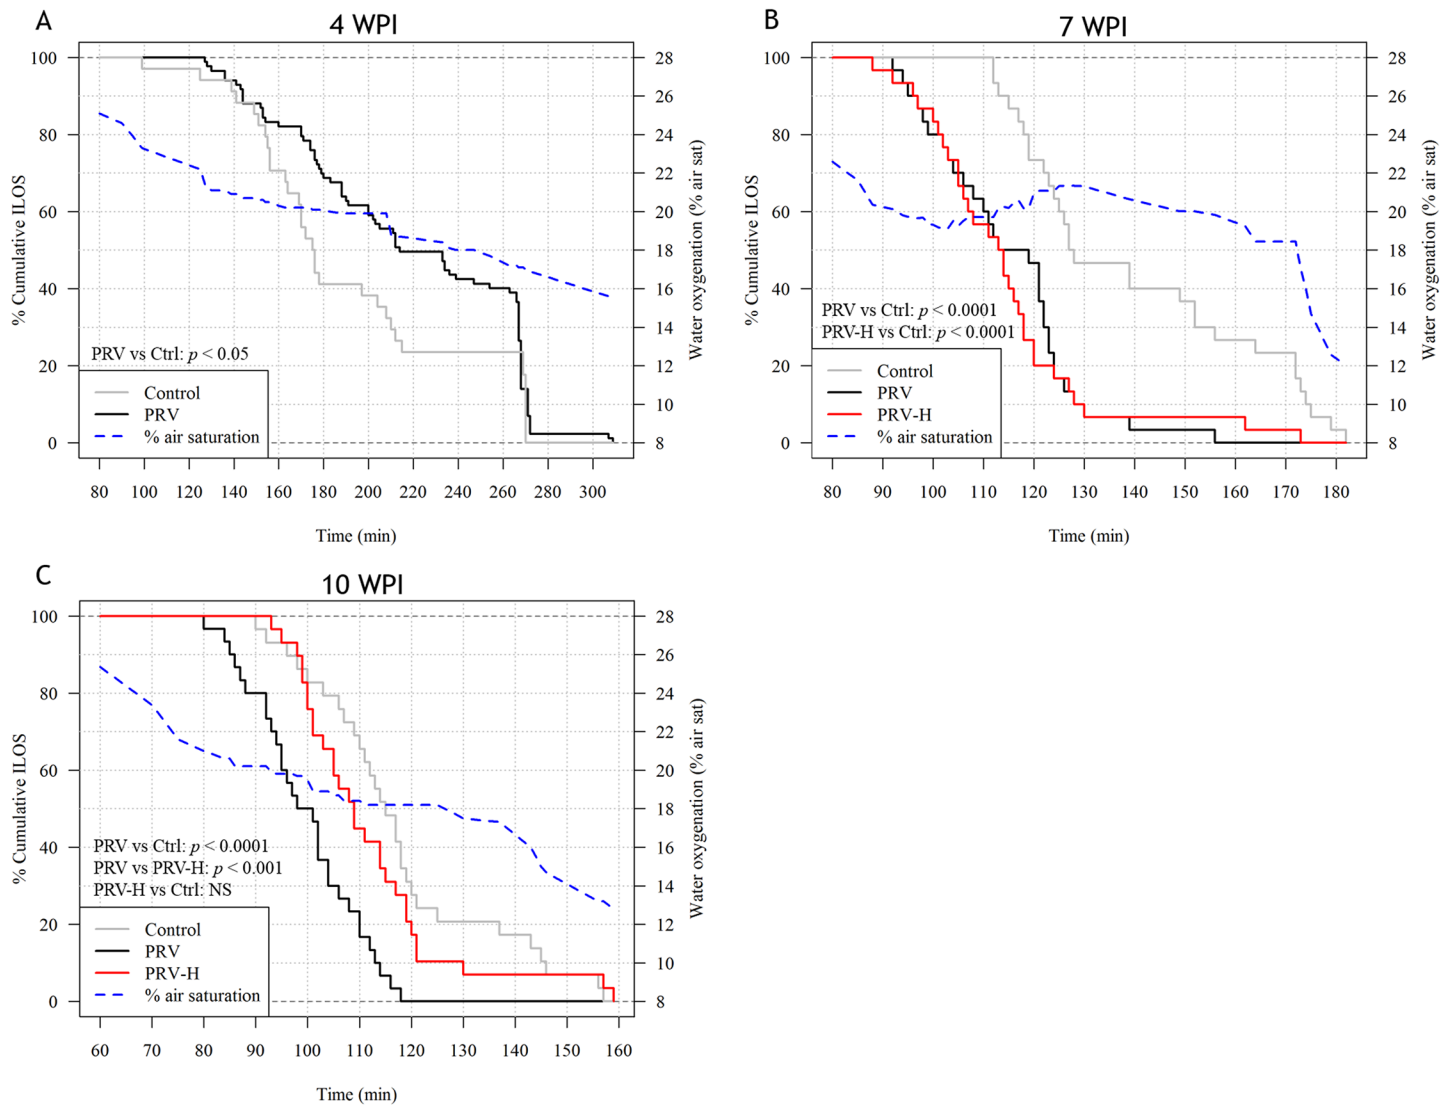 A
4 WPI
100
80
60
40
20
0
% Cumulative ILOS
28
26
24
22
20
18
16
14
12
10
8
Water oxygenation (% air sat)
PRV vs Ctrl: p < 0.05
Control
PRV
% air saturation
80 100 120 140 160 180 200 220 240 260 280 300
Time (min)
B
7 WPI
100
80
60
40
20
0
% Cumulative ILOS
28
26
24
22
20
18
16
14
12
10
8
Water oxygenation (% air sat)
PRV vs Ctrl: p < 0.0001
PRV-H vs Ctrl: p < 0.0001
Control
PRV
PRV-H
% air saturation
80 90 100 110 120 130 140 150 160 170 180
Time (min)
C
10 WPI
100
80
60
40
20
0
% Cumulative ILOS
28
26
24
22
20
18
16
14
12
10
8
Water oxygenation (% air sat)
PRV vs Ctrl: p < 0.0001
PRV vs PRV-H: p < 0.001
PRV-H vs Ctrl: NS
Control
PRV
PRV-H
% air saturation
60 70 80 90 100 110 120 130 140 150 160
Time (min)